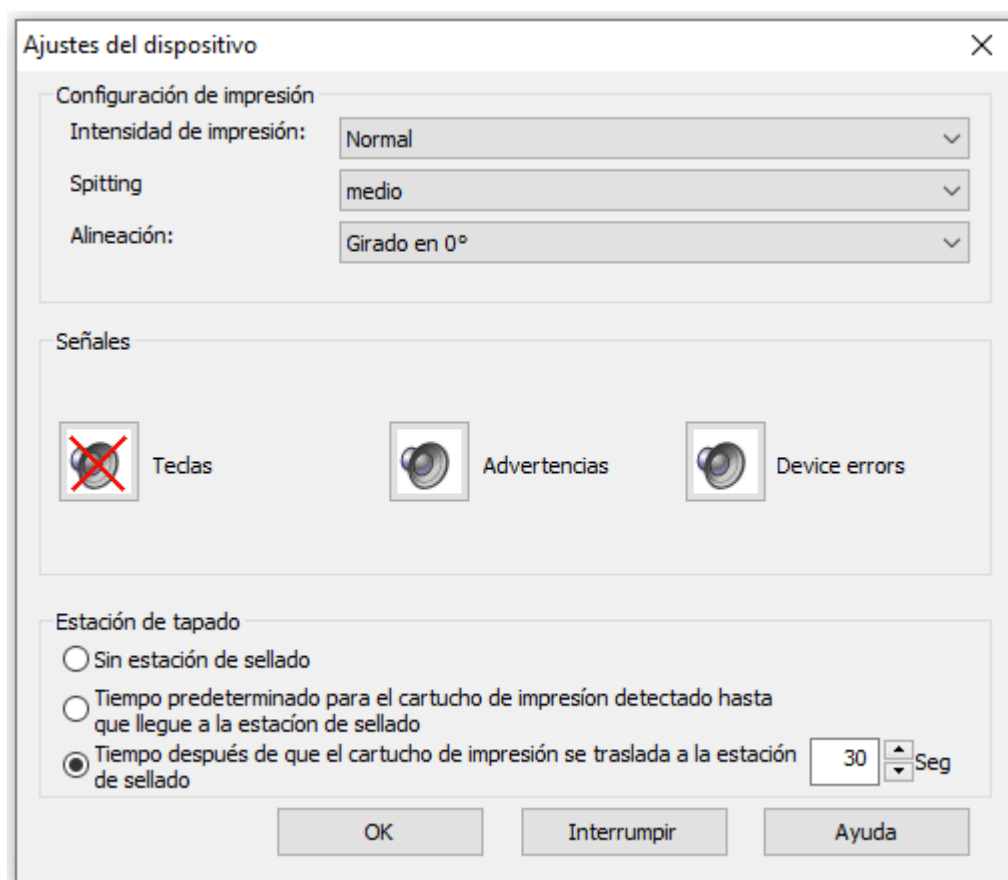 Ajustes del dispositivo
Configuración de impresión
Intensidad de impresión:
Normal
Spitting
medio
Alineación:
Girado en 0°
Señales
Teclas
Advertencias
Device errors
Estación de tapado
Sin estación de sellado
Tiempo predeterminado para el cartucho de impresíon detectado hasta
que llegue a la estacíon de sellado
Tiempo después de que el cartucho de impresión se traslada a la estación
de sellado
30
Seg
OK
Interrumpir
Ayuda